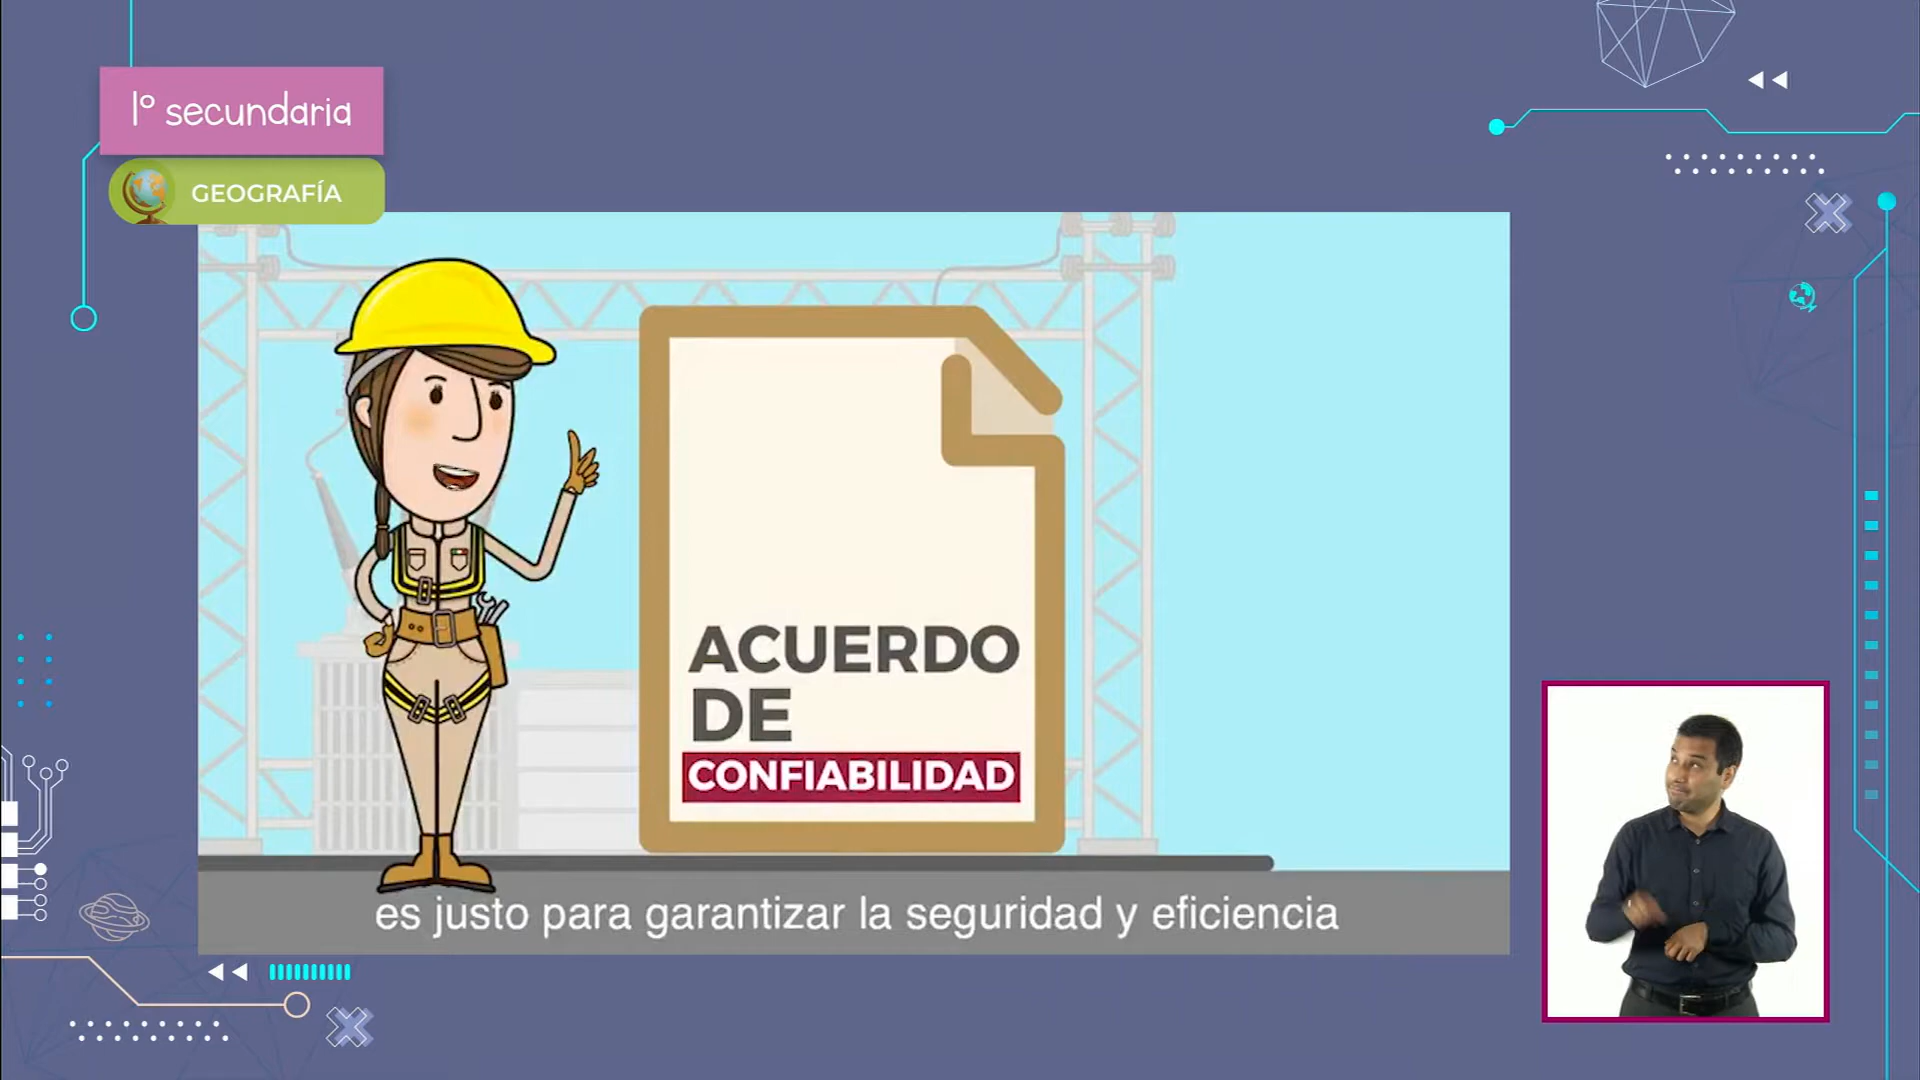 1° secundaria
GEOGRAFÍA
ACUERDO
DE
CONFIABILIDAD
es justo para garantizar la seguridad y eficiencia